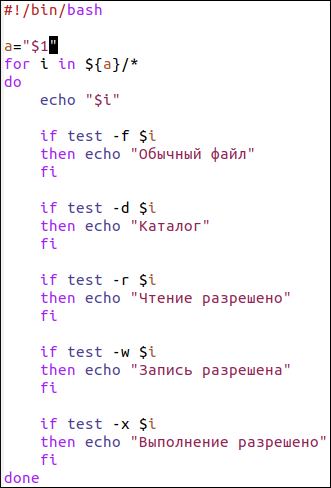 #!/bin/bash

a="$1"
for i in ${a}/*
do
    echo "$i"

    if test -f $i
    then echo "Обычный файл"
    fi

    if test -d $i
    then echo "Каталог"
    fi

    if test -r $i
    then echo "Чтение разрешено"
    fi

    if test -w $i
    then echo "Запись разрешена"
    fi

    if test -x $i
    then echo "Выполнение разрешено"
    fi
done